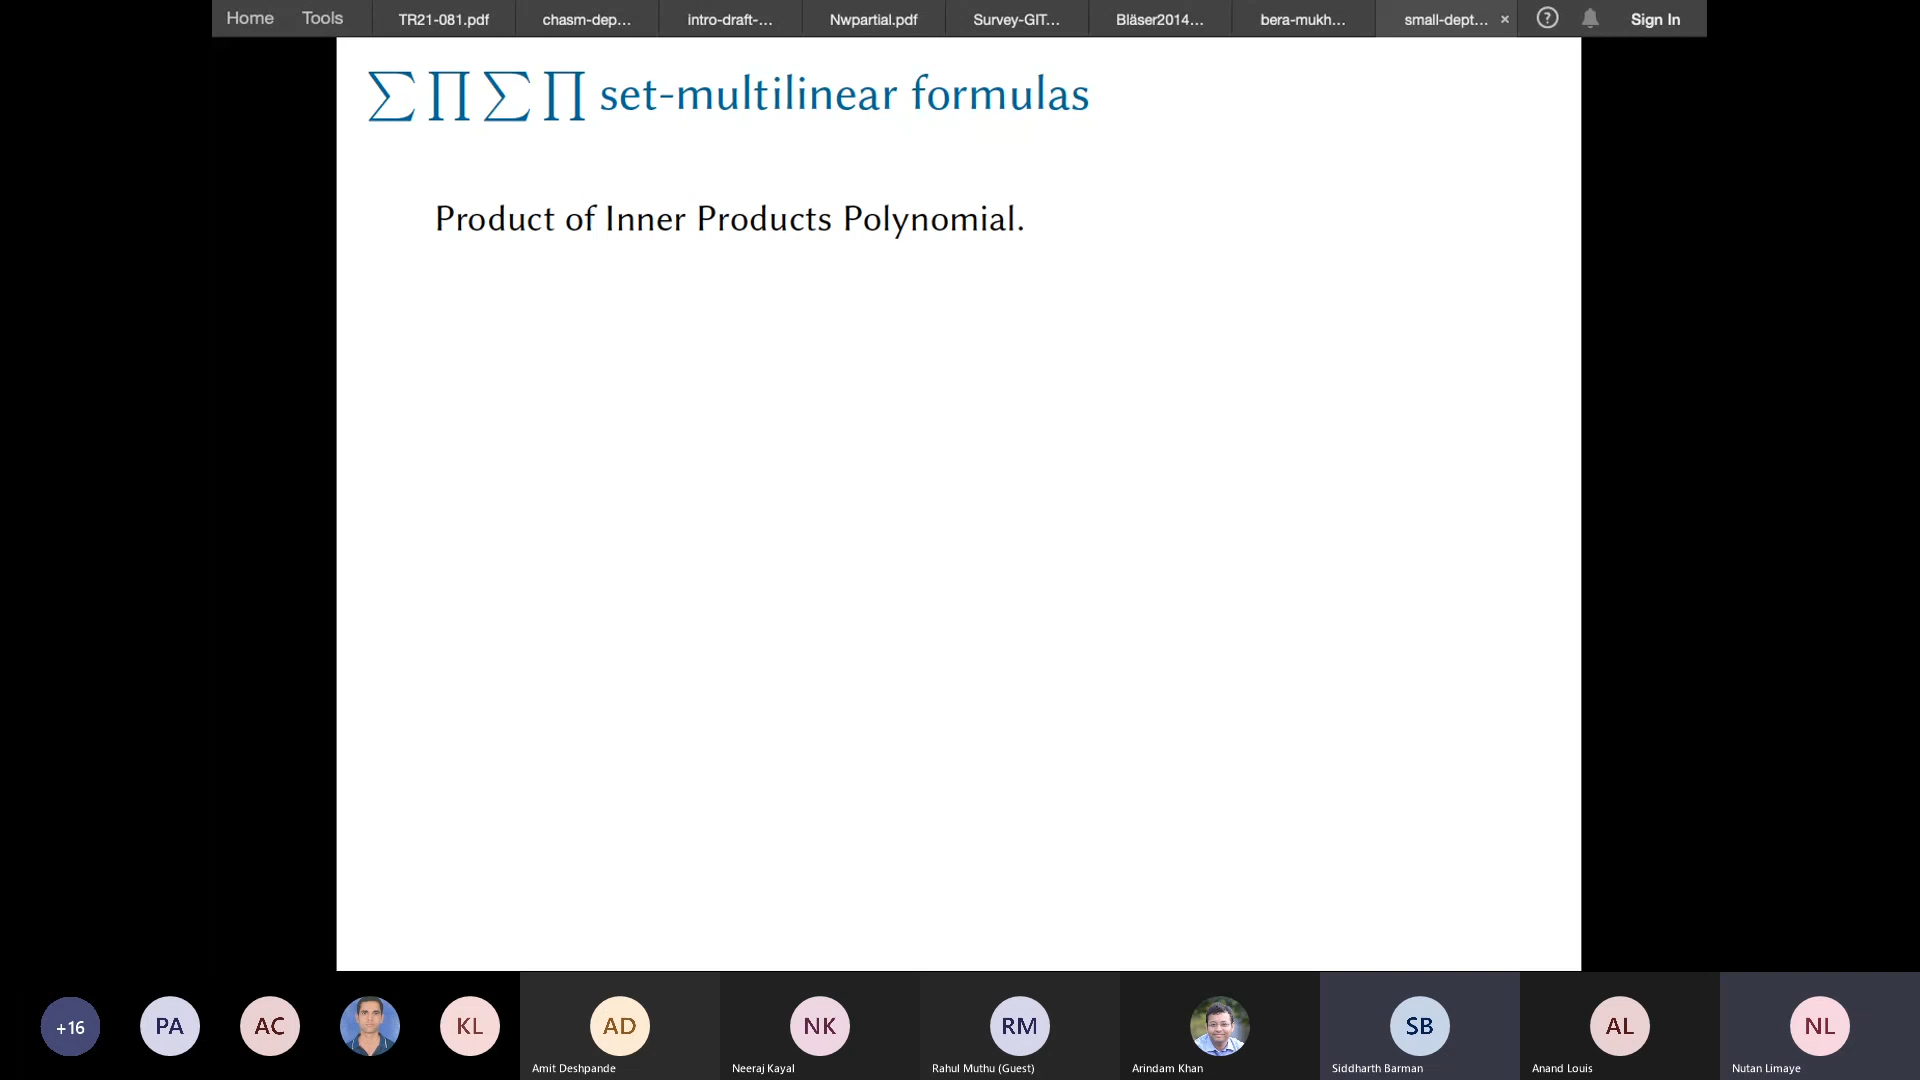 Home Tools TR21-081.pdf chasm-dep... intro-draft-... Nwpartial.pdf Survey-GIT... Bläser2014... bera-mukh... small-dept... × ? Sign In
∑∏∑∏ set-multilinear formulas
Product of Inner Products Polynomial.
+16 PA AC KL AD NK RM SB AL NL
Amit Deshpande Neeraj Kayal Rahul Muthu (Guest) Arindam Khan Siddharth Barman Anand Louis Nutan Limaye